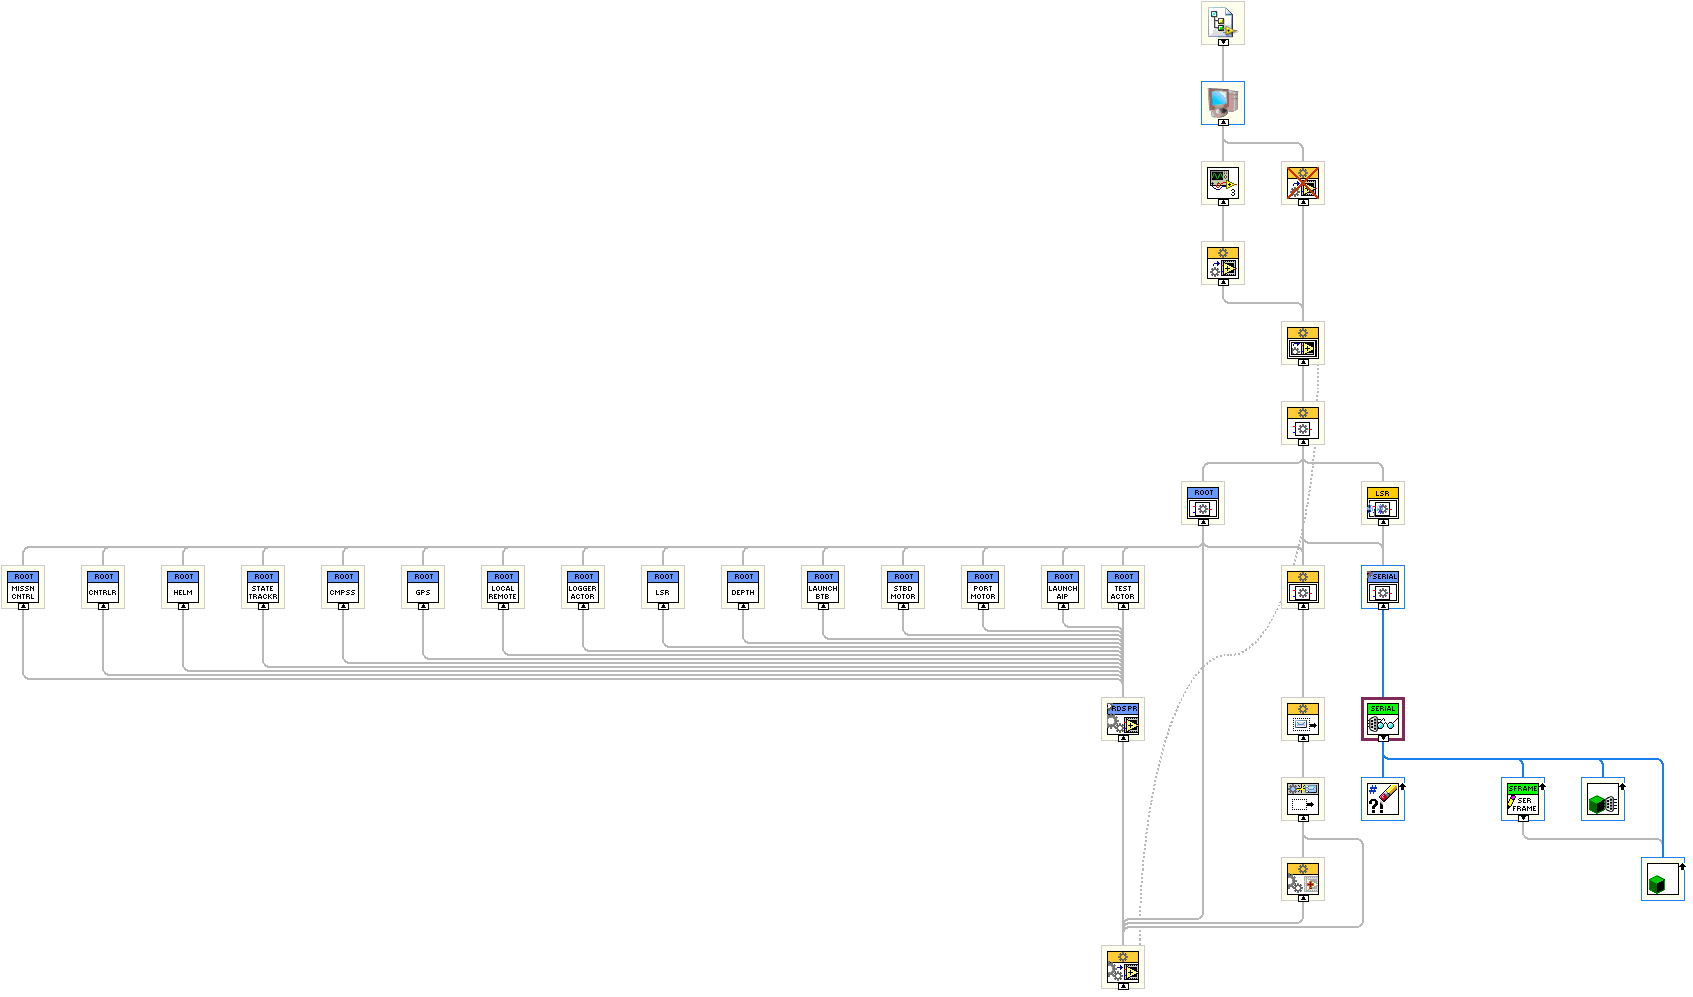 3
ROOT
LSR
ROOT
MISSN
CNTRL
ROOT
CNTRLR
ROOT
HELM
ROOT
STATE
TRACKR
ROOT
CMPSS
ROOT
GPS
ROOT
LOCAL
REMOTE
ROOT
LOGGER
ACTOR
ROOT
LSR
ROOT
DEPTH
ROOT
LAUNCH
BTB
ROOT
STBD
MOTOR
ROOT
PORT
MOTOR
ROOT
LAUNCH
AIP
ROOT
TEST
ACTOR
SERIAL
RDSPR
SERIAL
#
?!
SFRAME
SER
FRAME